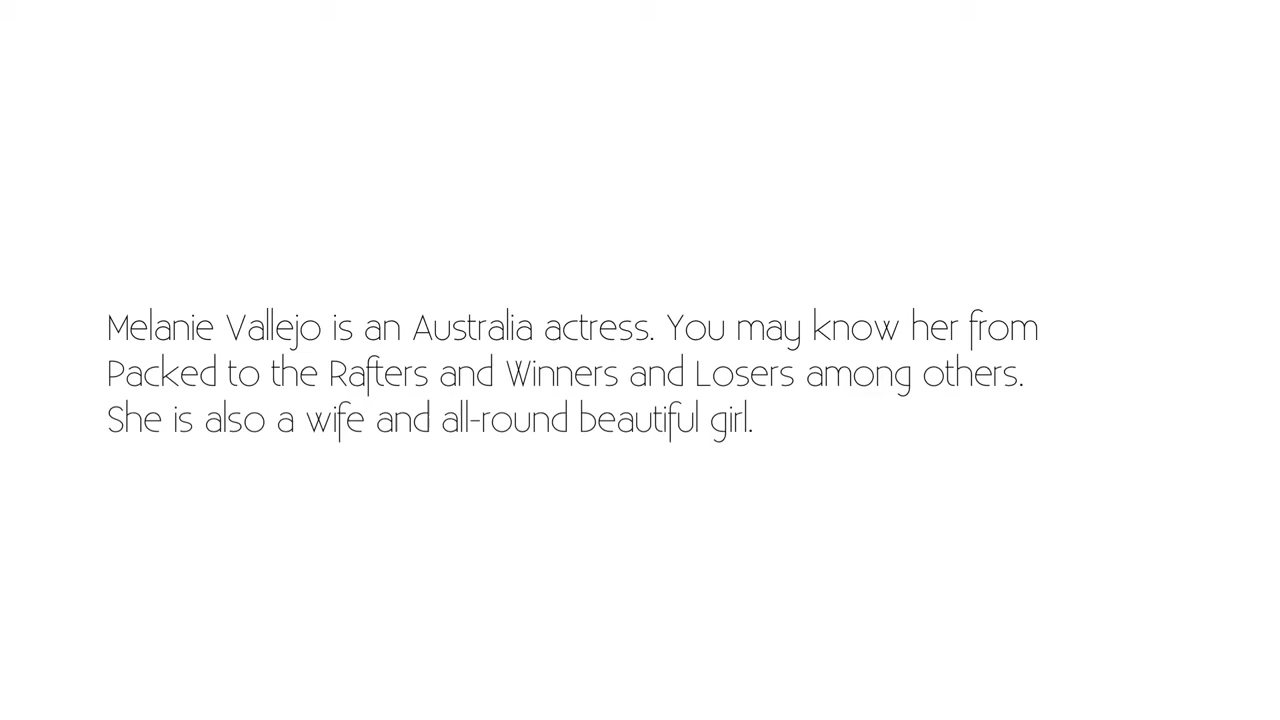 Melanie Vallejo is an Australia actress. You may know her from
Packed to the Rafters and Winners and Losers among others.
She is also a wife and all-round beautiful girl.